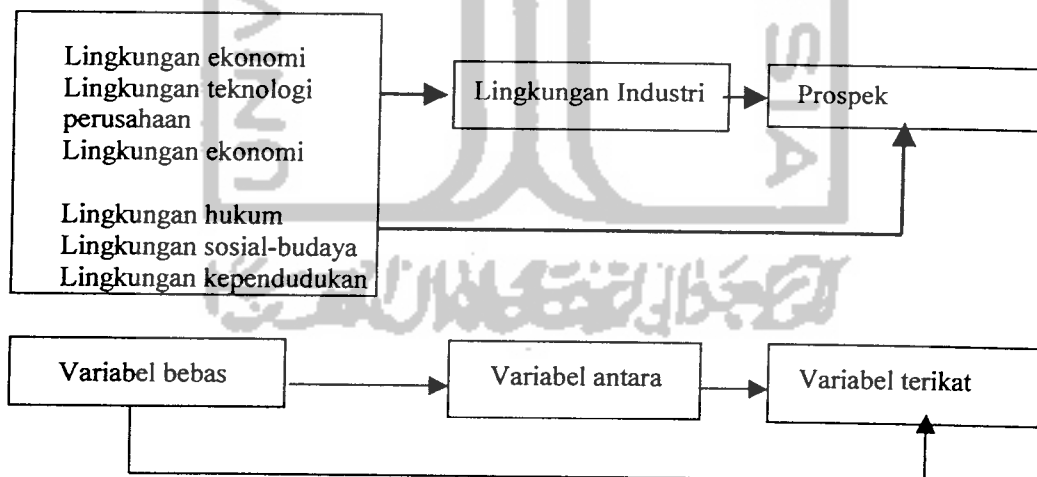 Lingkungan ekonomi
Lingkungan teknologi
perusahaan
Lingkungan ekonomi
Lingkungan hukum
Lingkungan sosial-budaya
Lingkungan kependudukan
Lingkungan Industri
Prospek
Variabel bebas
Variabel antara
Variabel terikat